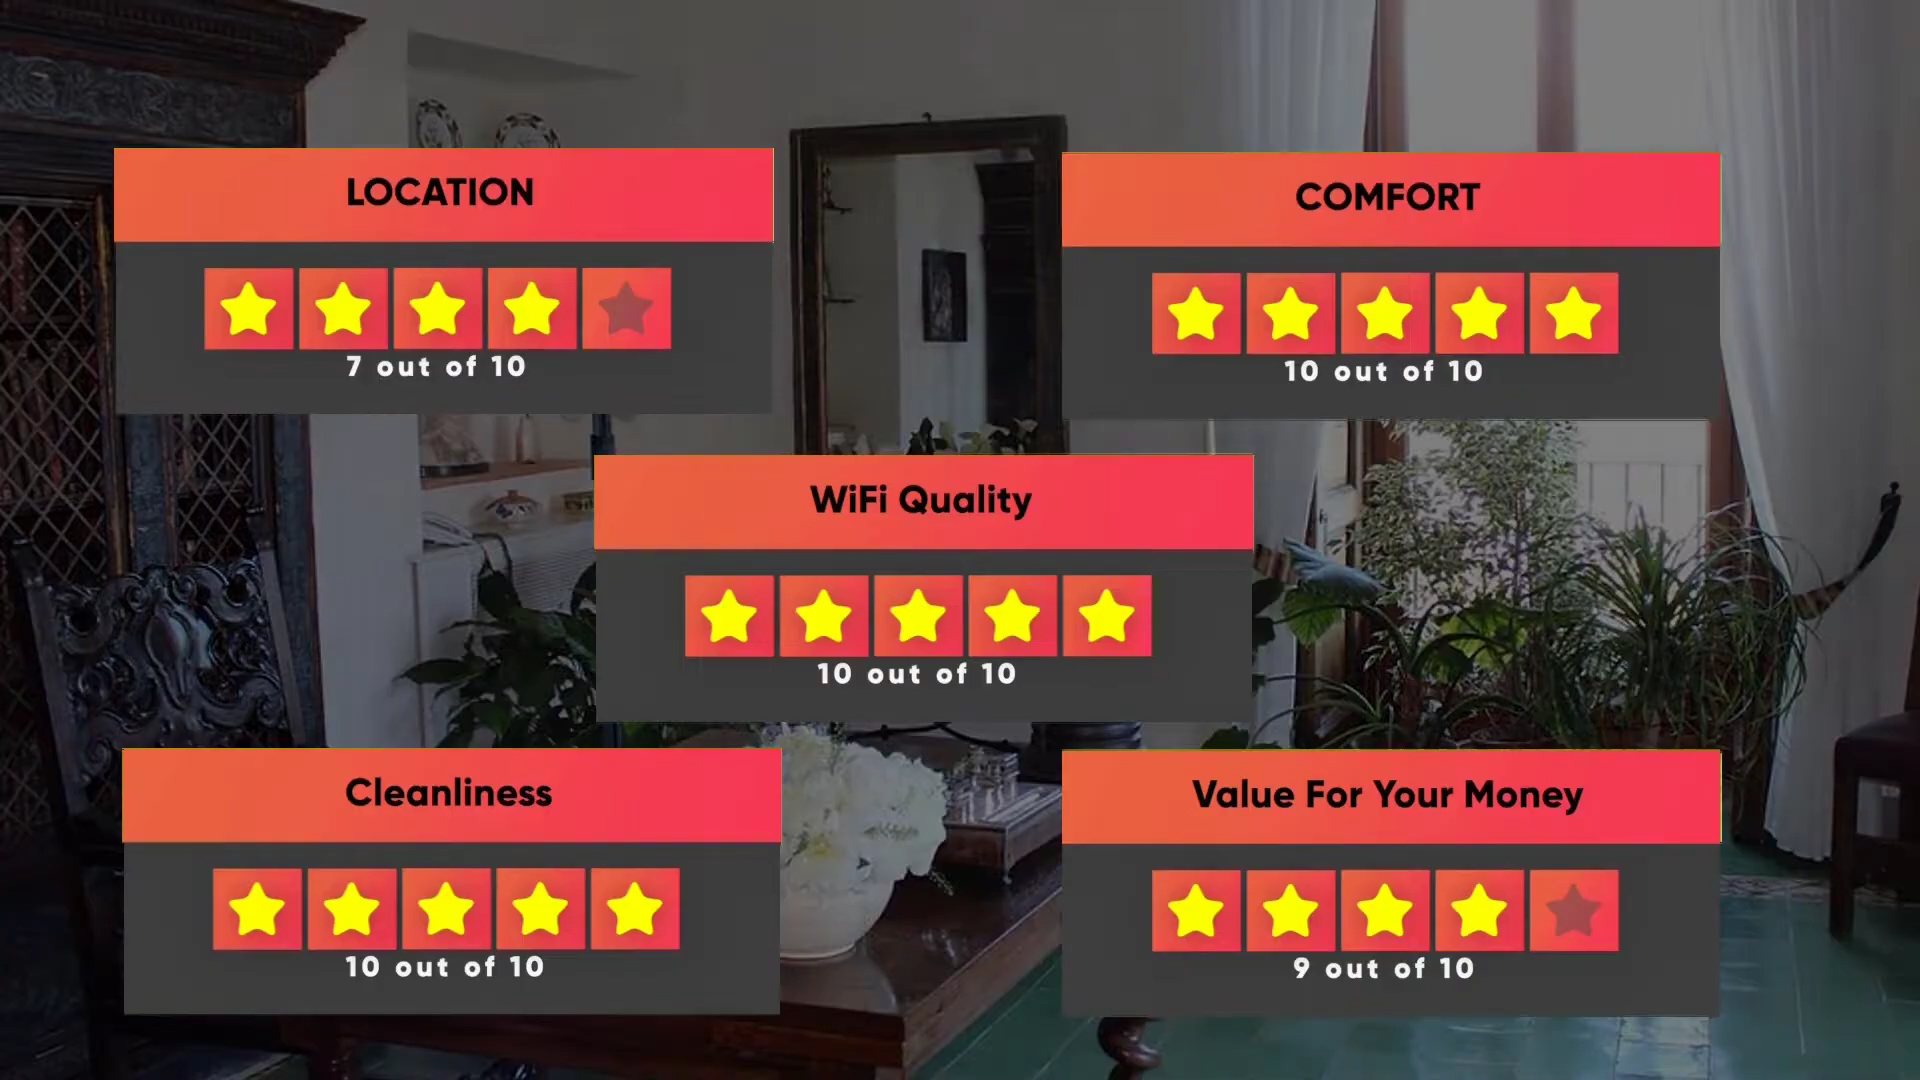 LOCATION
7 out of 10
COMFORT
10 out of 10
WiFi Quality
10 out of 10
Cleanliness
10 out of 10
Value For Your Money
9 out of 10